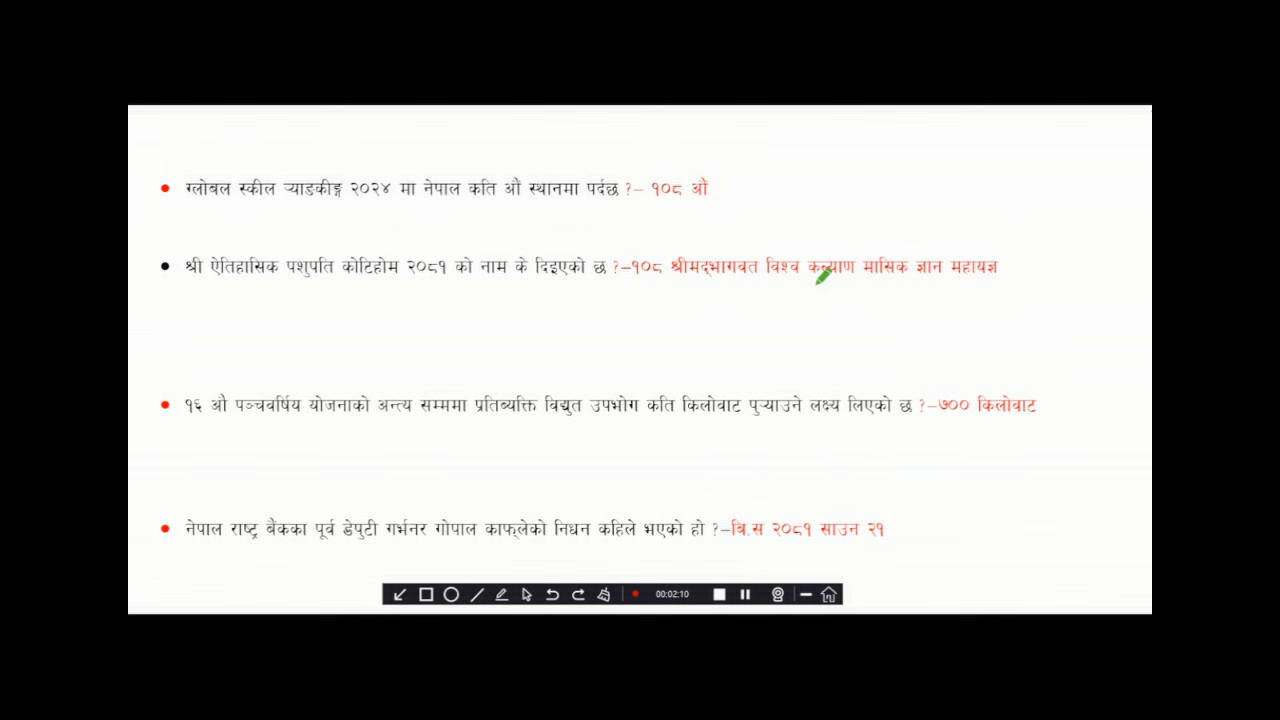 ग्लोबल स्कील र्‍याडकीङ्ग २०२४ मा नेपाल कति औं स्थानमा पर्दछ ?– १०८ औं
श्री ऐतिहासिक पशुपति कोटिहोम २०८१ को नाम के दिइएको छ ?–१०८ श्रीमद्‌भागवत विश्व कल्याण मासिक ज्ञान महायज्ञ
१६ औ पञ्चवर्षिय योजनाको अन्त्य सम्ममा प्रतिब्यक्ति विद्युत उपभोग कति किलोवाट पुर्‍याउने लक्ष्य लिएको छ ?–७०० किलोवाट
नेपाल राष्ट्र बैंकका पूर्व डेपुटी गर्भनर गोपाल काफ्‌लेको निधन कहिले भएको हो ?–बि.स २०८१ साउन २१
00:02:10